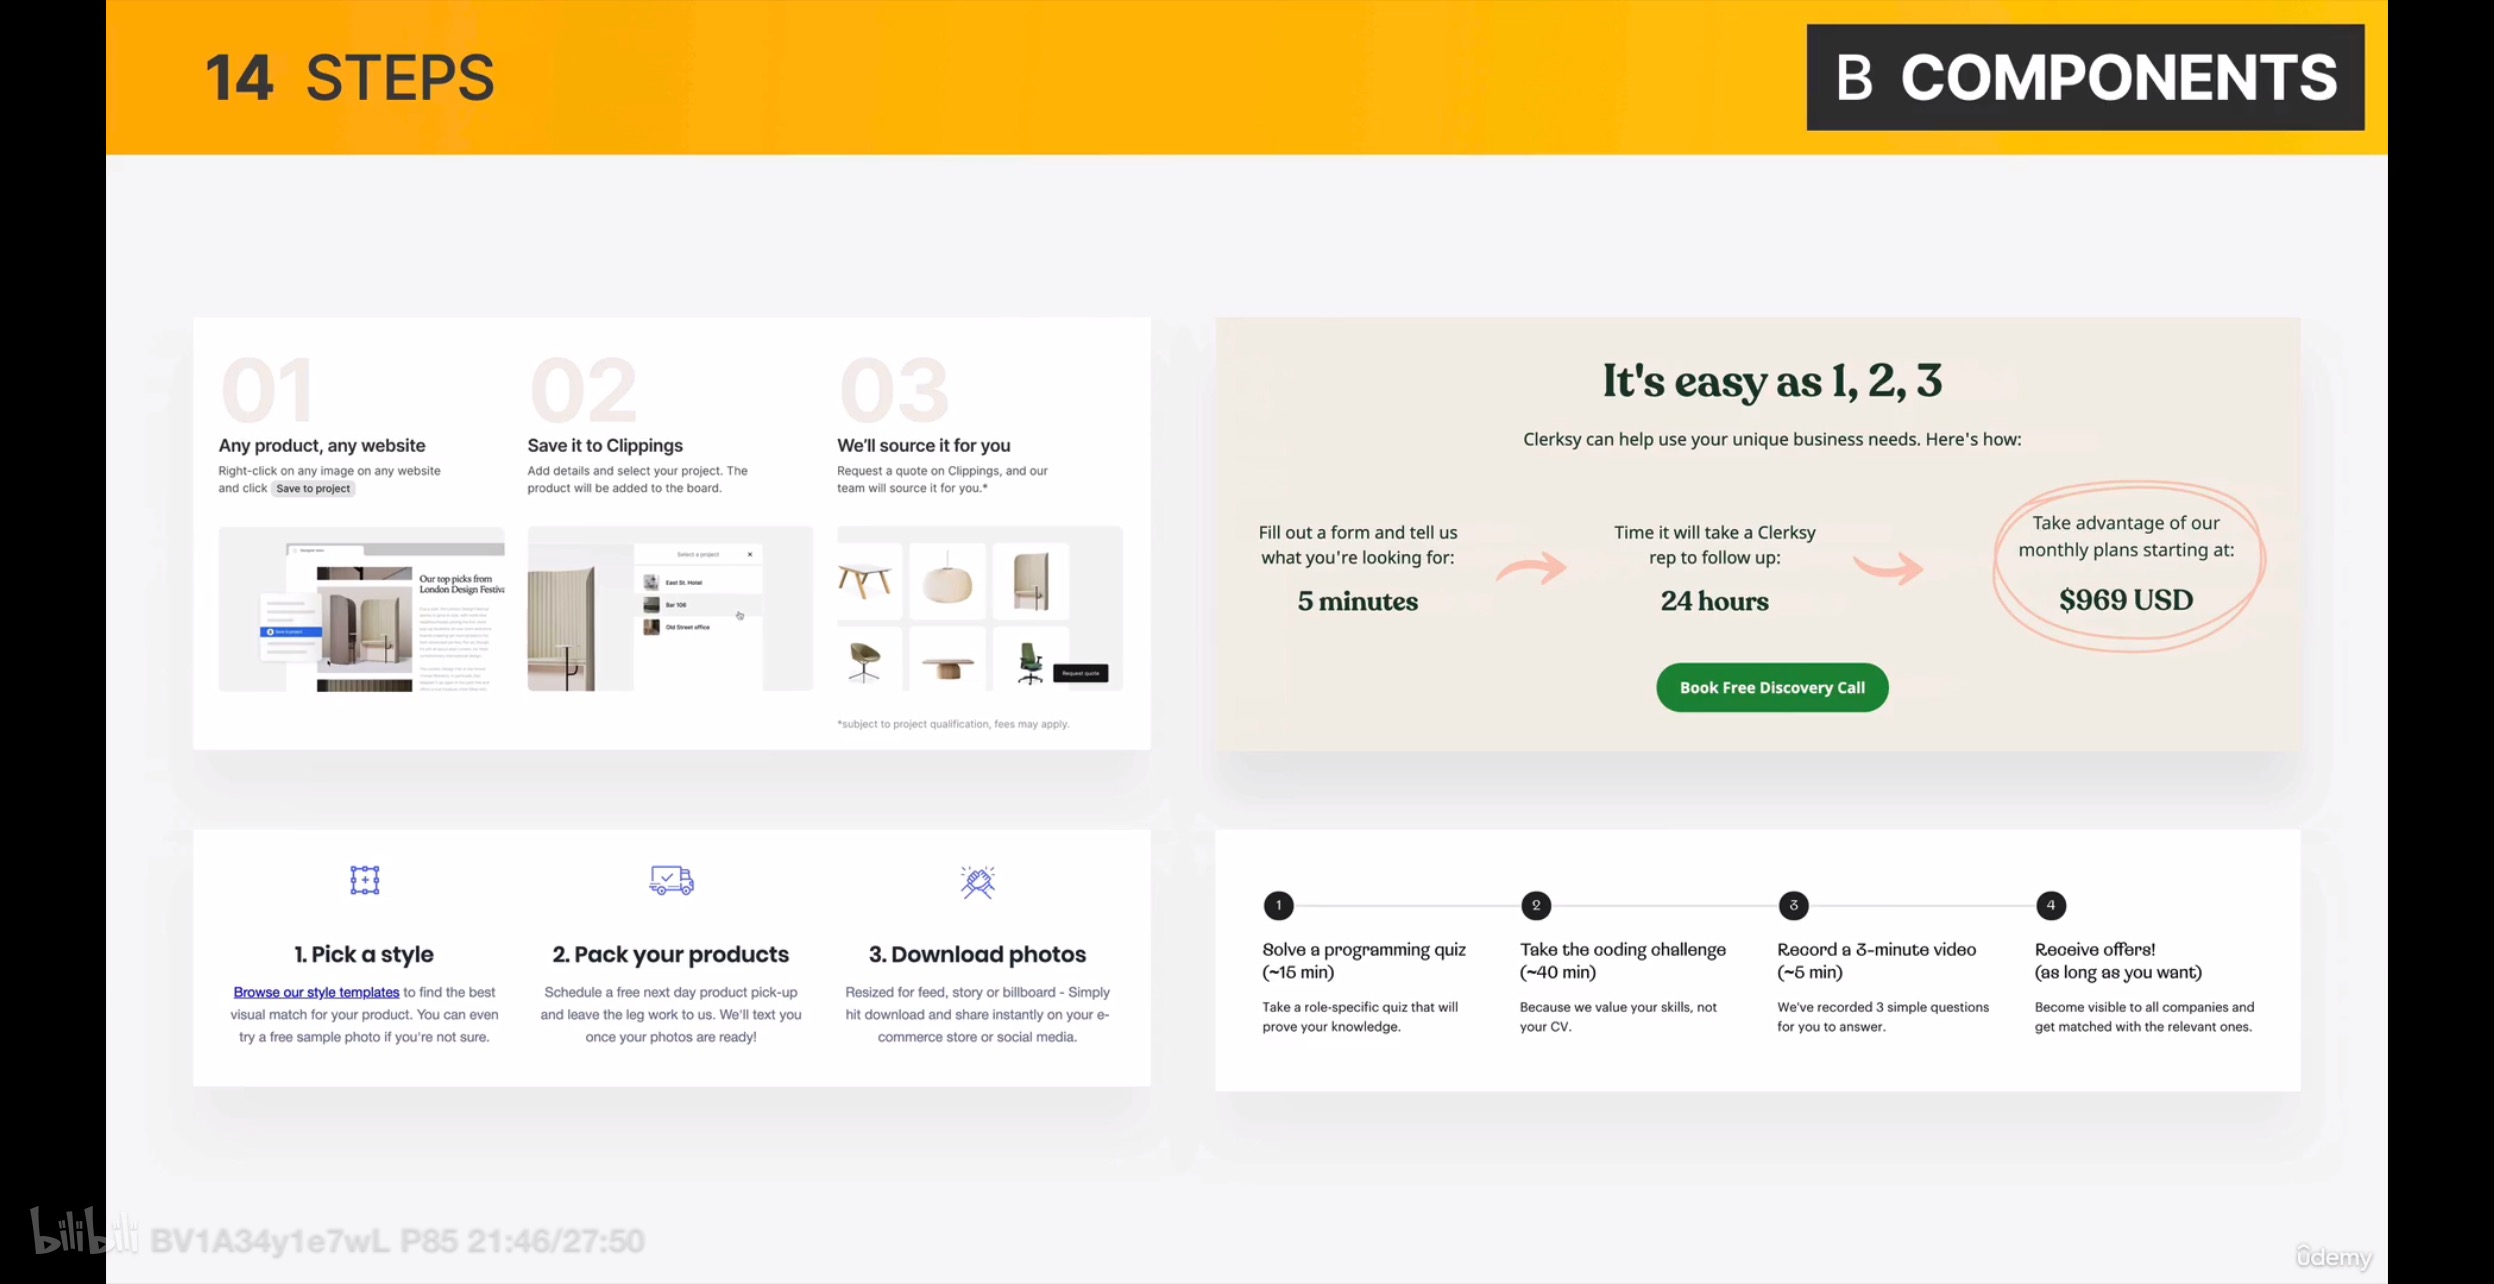 14 STEPS
B COMPONENTS
01
Any product, any website
Right-click on any image on any website
and click Save to project
Our top picks from
London Design Festiva
Save to project
02
Save it to Clippings
Add details and select your project. The
product will be added to the board.
Select a project
East St. Hotel
Bar 108
Old Street office
03
We'll source it for you
Request a quote on Clippings, and our
team will source it for you.*
Request quote
*subject to project qualification, fees may apply.
It's easy as 1, 2, 3
Clerksy can help use your unique business needs. Here's how:
Fill out a form and tell us
what you're looking for:
5 minutes
Time it will take a Clerksy
rep to follow up:
24 hours
Take advantage of our
monthly plans starting at:
$969 USD
Book Free Discovery Call
1. Pick a style
Browse our style templates to find the best
visual match for your product. You can even
try a free sample photo if you're not sure.
2. Pack your products
Schedule a free next day product pick-up
and leave the leg work to us. We'll text you
once your photos are ready!
3. Download photos
Resized for feed, story or billboard - Simply
hit download and share instantly on your e-
commerce store or social media.
1
Solve a programming quiz
(~15 min)
Take a role-specific quiz that will
prove your knowledge.
2
Take the coding challenge
(~40 min)
Because we value your skills, not
your CV.
3
Record a 3-minute video
(~5 min)
We've recorded 3 simple questions
for you to answer.
4
Receive offers!
(as long as you want)
Become visible to all companies and
get matched with the relevant ones.
bilibili BV1A34y1e7wL P85 21:46/27:50
ûdemy